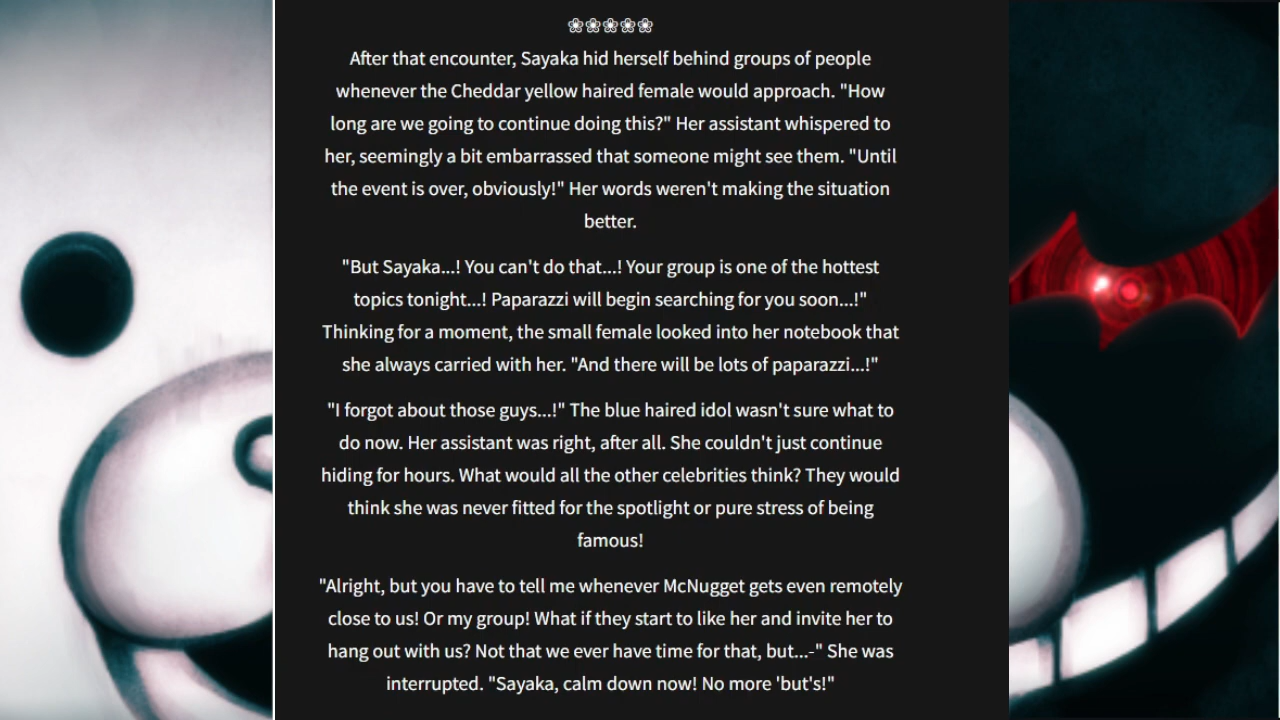 ❀❀❀❀❀
After that encounter, Sayaka hid herself behind groups of people
whenever the Cheddar yellow haired female would approach. "How
long are we going to continue doing this?" Her assistant whispered to
her, seemingly a bit embarrassed that someone might see them. "Until
the event is over, obviously!" Her words weren't making the situation
better.
"But Sayaka...! You can't do that...! Your group is one of the hottest
topics tonight...! Paparazzi will begin searching for you soon...!"
Thinking for a moment, the small female looked into her notebook that
she always carried with her. "And there will be lots of paparazzi...!"
"I forgot about those guys...!" The blue haired idol wasn't sure what to
do now. Her assistant was right, after all. She couldn't just continue
hiding for hours. What would all the other celebrities think? They would
think she was never fitted for the spotlight or pure stress of being
famous!
"Alright, but you have to tell me whenever McNugget gets even remotely
close to us! Or my group! What if they start to like her and invite her to
hang out with us? Not that we ever have time for that, but...-" She was
interrupted. "Sayaka, calm down now! No more 'but's!"